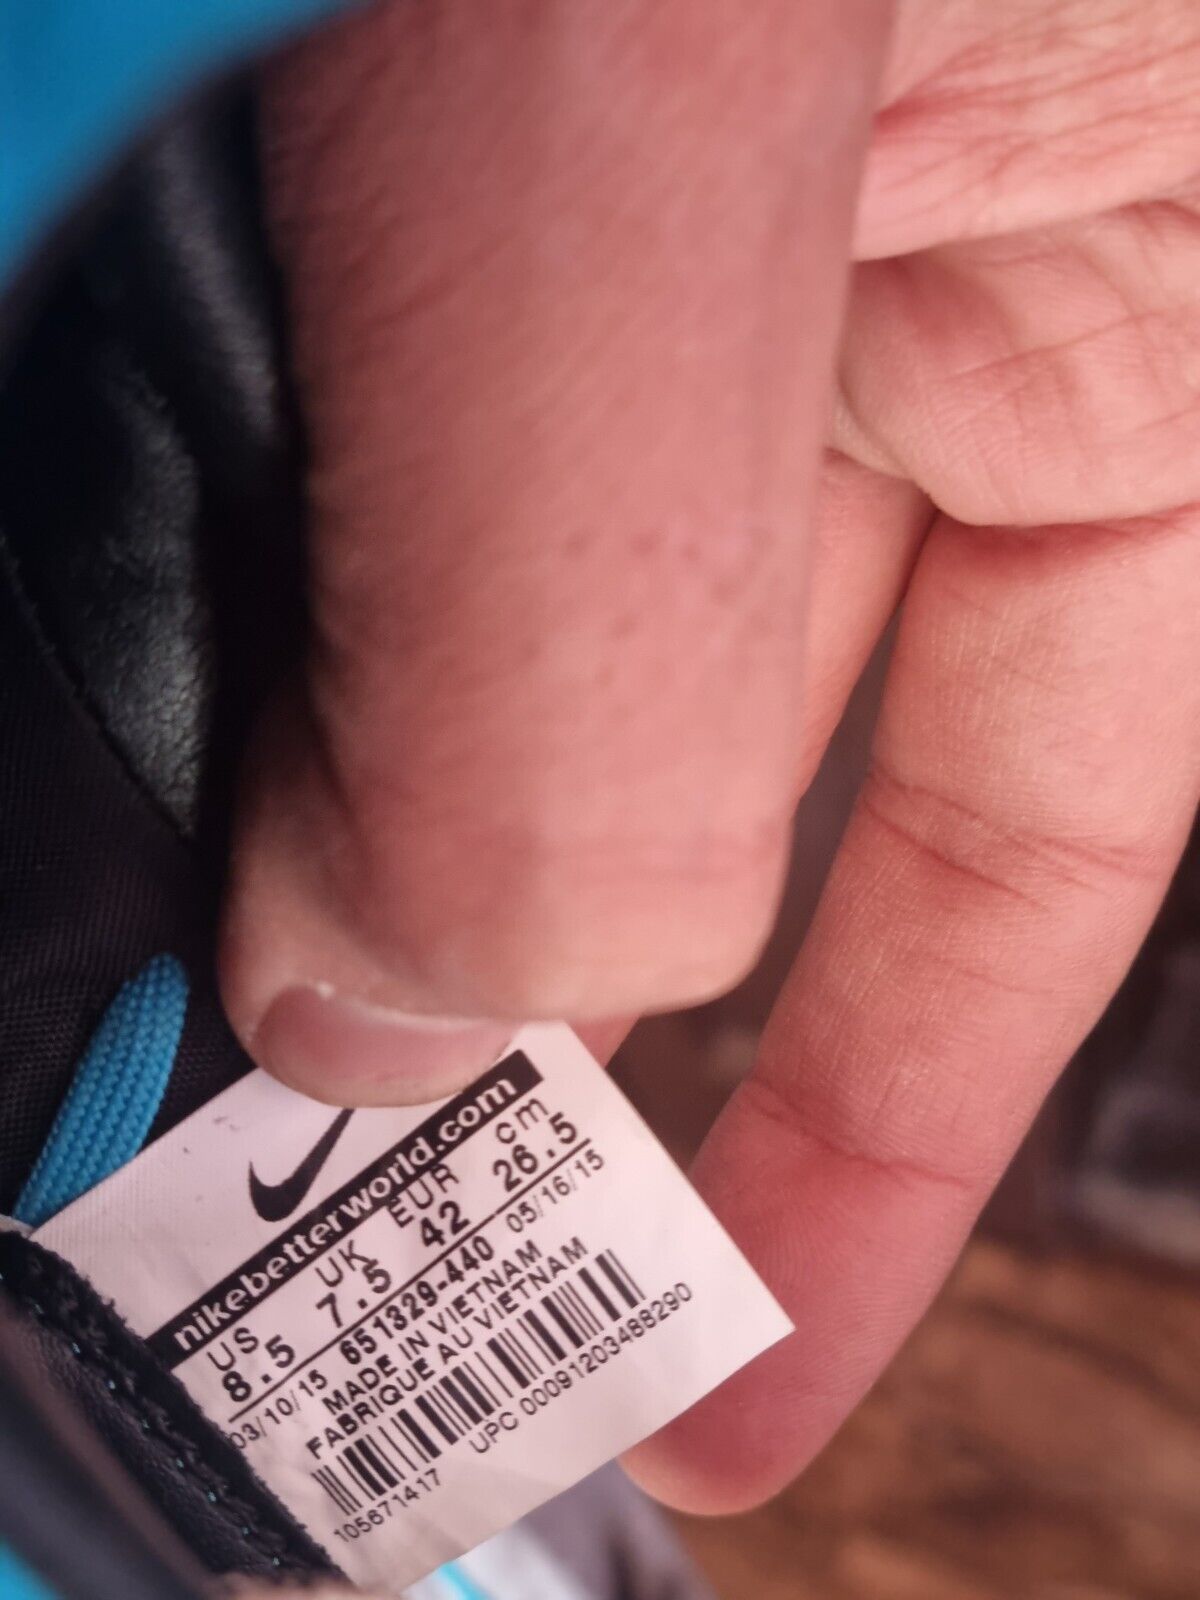 nikebetterworld.com
US UK EUR cm
8.5 7.5 42 26.5
03/10/15 651329-440 05/16/15
MADE IN VIETNAM
FABRIQUE AU VIETNAM
105671417 UPC 00091203488290